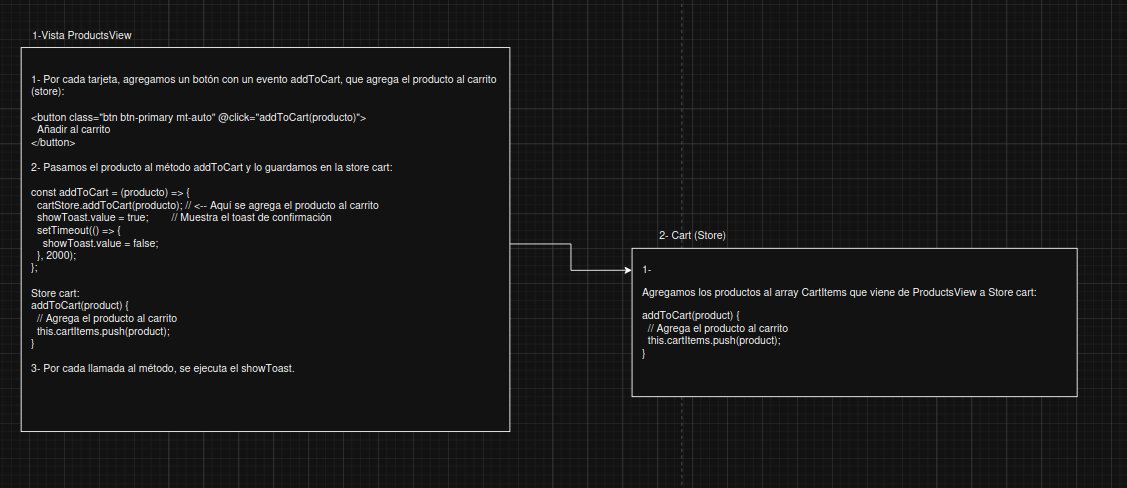 1-Vista ProductsView
1- Por cada tarjeta, agregamos un botón con un evento addToCart, que agrega el producto al carrito
(store):
<button class="btn btn-primary mt-auto" @click="addToCart(producto)">
Añadir al carrito
</button>
2- Pasamos el producto al método addToCart y lo guardamos en la store cart:
const addToCart = (producto) => {
cartStore.addToCart(producto); // <-- Aquí se agrega el producto al carrito
showToast.value = true; // Muestra el toast de confirmación
setTimeout(() => {
showToast.value = false;
}, 2000);
};
Store cart:
addToCart(product) {
// Agrega el producto al carrito
this.cartItems.push(product);
}
3- Por cada llamada al método, se ejecuta el showToast.
2- Cart (Store)
1-
Agregamos los productos al array CartItems que viene de ProductsView a Store cart:
addToCart(product) {
// Agrega el producto al carrito
this.cartItems.push(product);
}